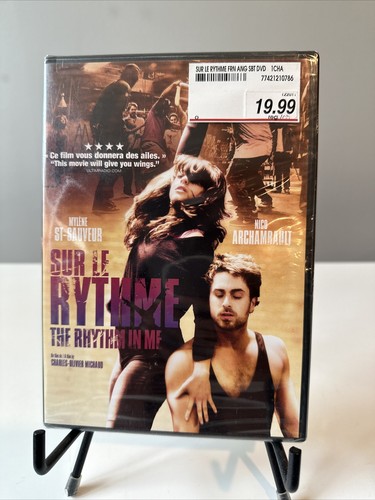 SUR LE RYTHME FRN ANG SBT DVD 1CHA
77421210786
19.99
★★★★
« Ce film vous donnera des ailes. »
"This movie will give you wings."
MYLÈNE
ST-SAUVEUR
NICO
ARCHAMBAULT
SUR LE
RYTHME
THE RHYTHM IN ME
CHARLES-OLIVIER MICHAUD